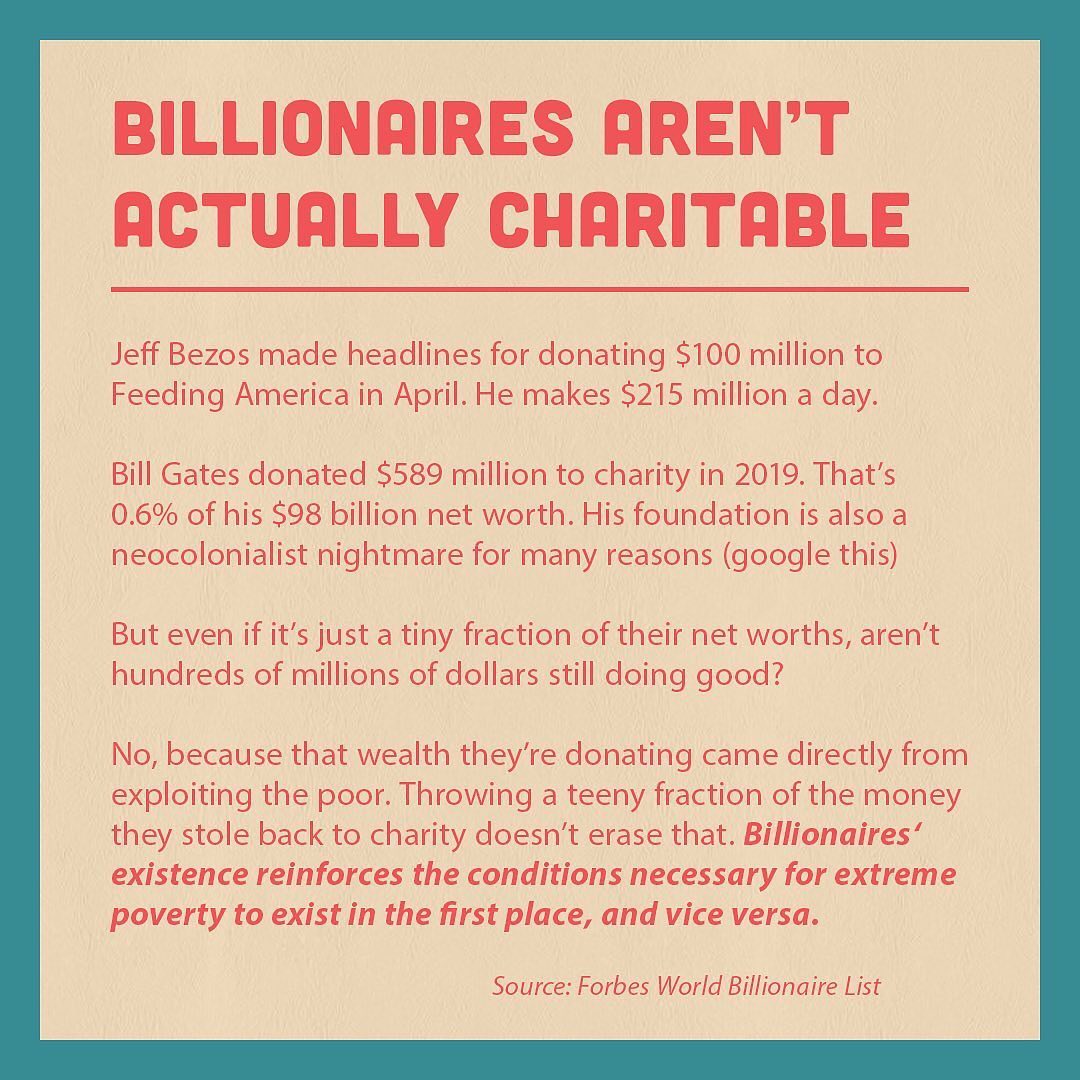 BILLIONAIRES AREN'T
ACTUALLY CHARITABLE
Jeff Bezos made headlines for donating $100 million to
Feeding America in April. He makes $215 million a day.
Bill Gates donated $589 million to charity in 2019. That's
0.6% of his $98 billion net worth. His foundation is also a
neocolonialist nightmare for many reasons (google this)
But even if it's just a tiny fraction of their net worths, aren't
hundreds of millions of dollars still doing good?
No, because that wealth they're donating came directly from
exploiting the poor. Throwing a teeny fraction of the money
they stole back to charity doesn't erase that. Billionaires‘
existence reinforces the conditions necessary for extreme
poverty to exist in the first place, and vice versa.
Source: Forbes World Billionaire List